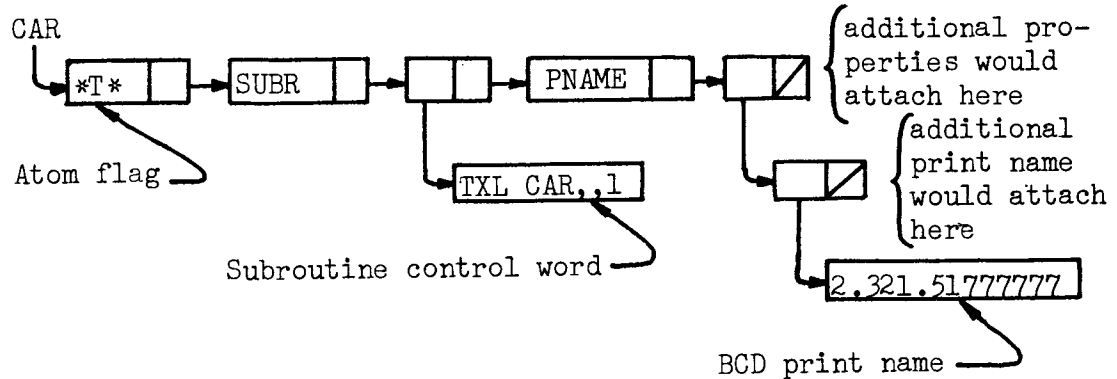 CAR
*T*
SUBR
PNAME
additional pro-
perties would
attach here
Atom flag
TXL CAR,,1
additional
print name
would attach
here
Subroutine control word
2.321.51777777
BCD print name